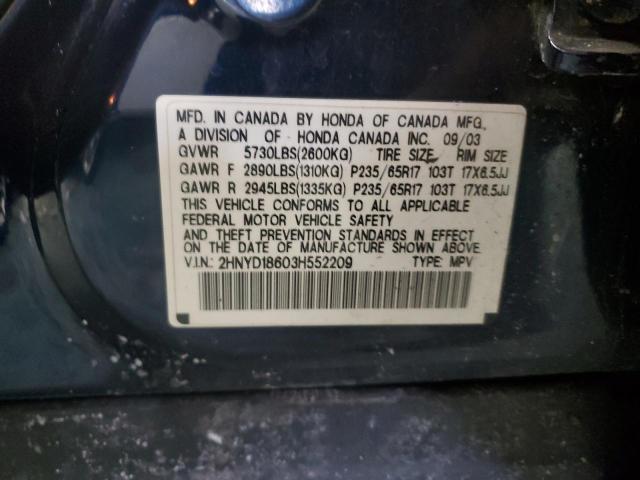 MFD. IN CANADA BY HONDA OF CANADA MFG.,
A DIVISION OF HONDA CANADA INC. 09/03
GVWR 5730LBS(2600KG) TIRE SIZE RIM SIZE
GAWR F 2890LBS(1310KG) P235/65R17 103T 17X6.5JJ
GAWR R 2945LBS(1335KG) P235/65R17 103T 17X6.5JJ
THIS VEHICLE CONFORMS TO ALL APPLICABLE
FEDERAL MOTOR VEHICLE SAFETY
AND THEFT PREVENTION STANDARDS IN EFFECT
ON THE DATE OF MANUFACTURE SHOWN ABOVE.
V.I.N.: 2HNYD18603H552209 TYPE: MPV